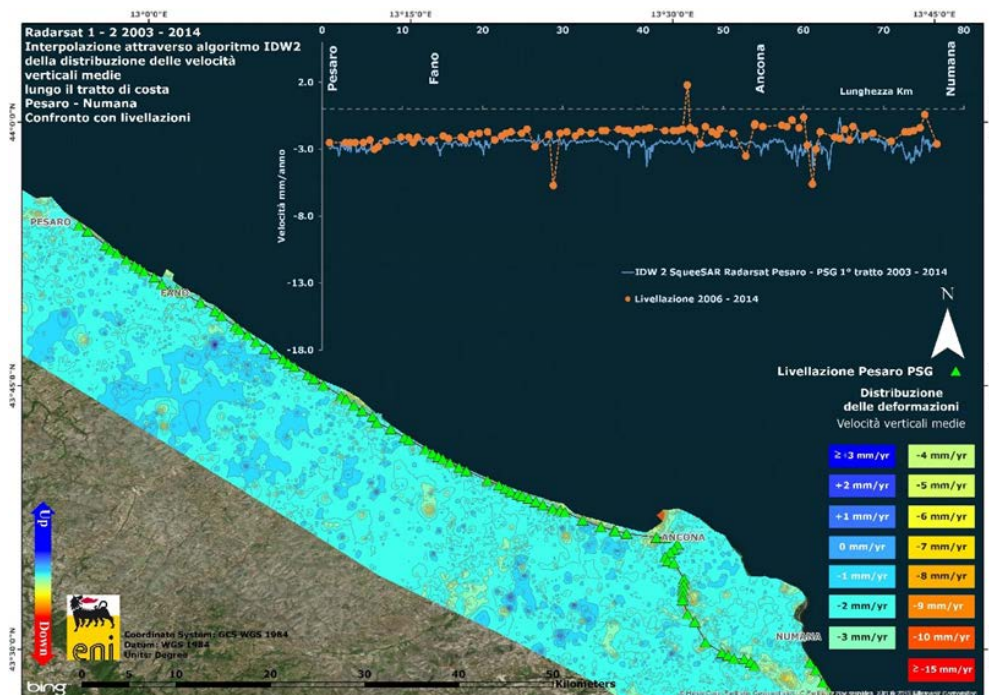 13°0'0"E
13°15'0"E
13°30'0"E
13°45'0"E
Radarsat 1 - 2 2003 - 2014
Interpolazione attraverso algoritmo IDW2
della distribuzione delle velocità
verticali medie
lungo il tratto di costa
Pesaro - Numana
Confronto con livellazioni
0 10 20 30 40 50 60 70 80
Pesaro
Fano
Ancona
Numana
Lunghezza Km
2.0
-3.0
-8.0
-13.0
-18.0
Velocità mm/anno
IDW 2 SqueeSAR Radarsat Pesaro - PSG 1° tratto 2003 - 2014
Livellazione 2006 - 2014
44°0'0"N
43°45'0"N
43°30'0"N
PESARO
FANO
ANCONA
NUMANA
N
Livellazione Pesaro PSG
Distribuzione
delle deformazioni
Velocità verticali medie
≥ +3 mm/yr
+2 mm/yr
+1 mm/yr
0 mm/yr
-1 mm/yr
-2 mm/yr
-3 mm/yr
-4 mm/yr
-5 mm/yr
-6 mm/yr
-7 mm/yr
-8 mm/yr
-9 mm/yr
-10 mm/yr
≥ -15 mm/yr
Up
Down
eni
Coordinate System: GCS WGS 1984
Datum: WGS 1984
Units: Degree
0 10 20 30 40 50
Kilometers
bing